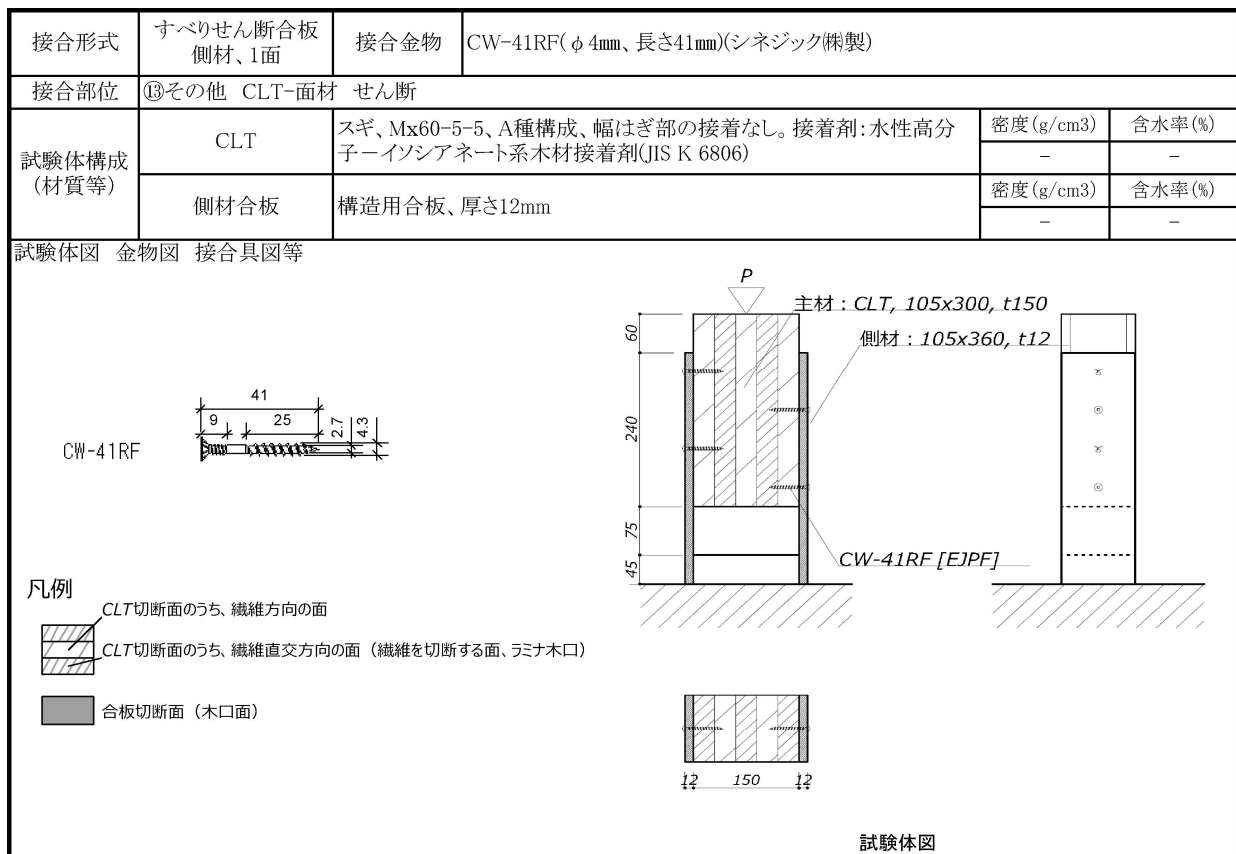 接合形式
すべりせん断合板
側材、1面
接合金物
CW-41RF(φ4㎜、長さ41㎜)(シネジック㈱製)
接合部位
⑬その他 CLT-面材 せん断
試験体構成
(材質等)
CLT
スギ、Mx60-5-5、A種構成、幅はぎ部の接着なし。接着剤:水性高分
子－イソシアネート系木材接着剤(JIS K 6806)
密度(g/cm3)
含水率(%)
－
－
側材合板
構造用合板、厚さ12mm
密度(g/cm3)
含水率(%)
－
－
試験体図 金物図 接合具図等
P
主材：CLT, 105x300, t150
側材：105x360, t12
60
240
75
45
41
9
25
2.7
4.3
CW-41RF
CW-41RF [EJPF]
凡例
CLT切断面のうち、繊維方向の面
CLT切断面のうち、繊維直交方向の面（繊維を切断する面、ラミナ木口）
合板切断面（木口面）
12
150
12
試験体図